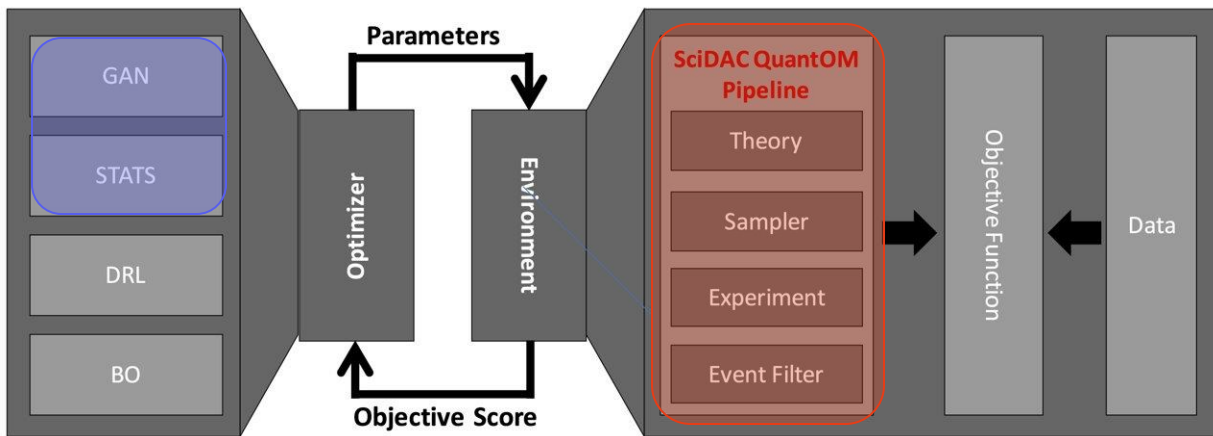 GAN
STATS
DRL
BO
Parameters
Optimizer
Environment
Objective Score
SciDAC QuantOM
Pipeline
Theory
Sampler
Experiment
Event Filter
Objective Function
Data